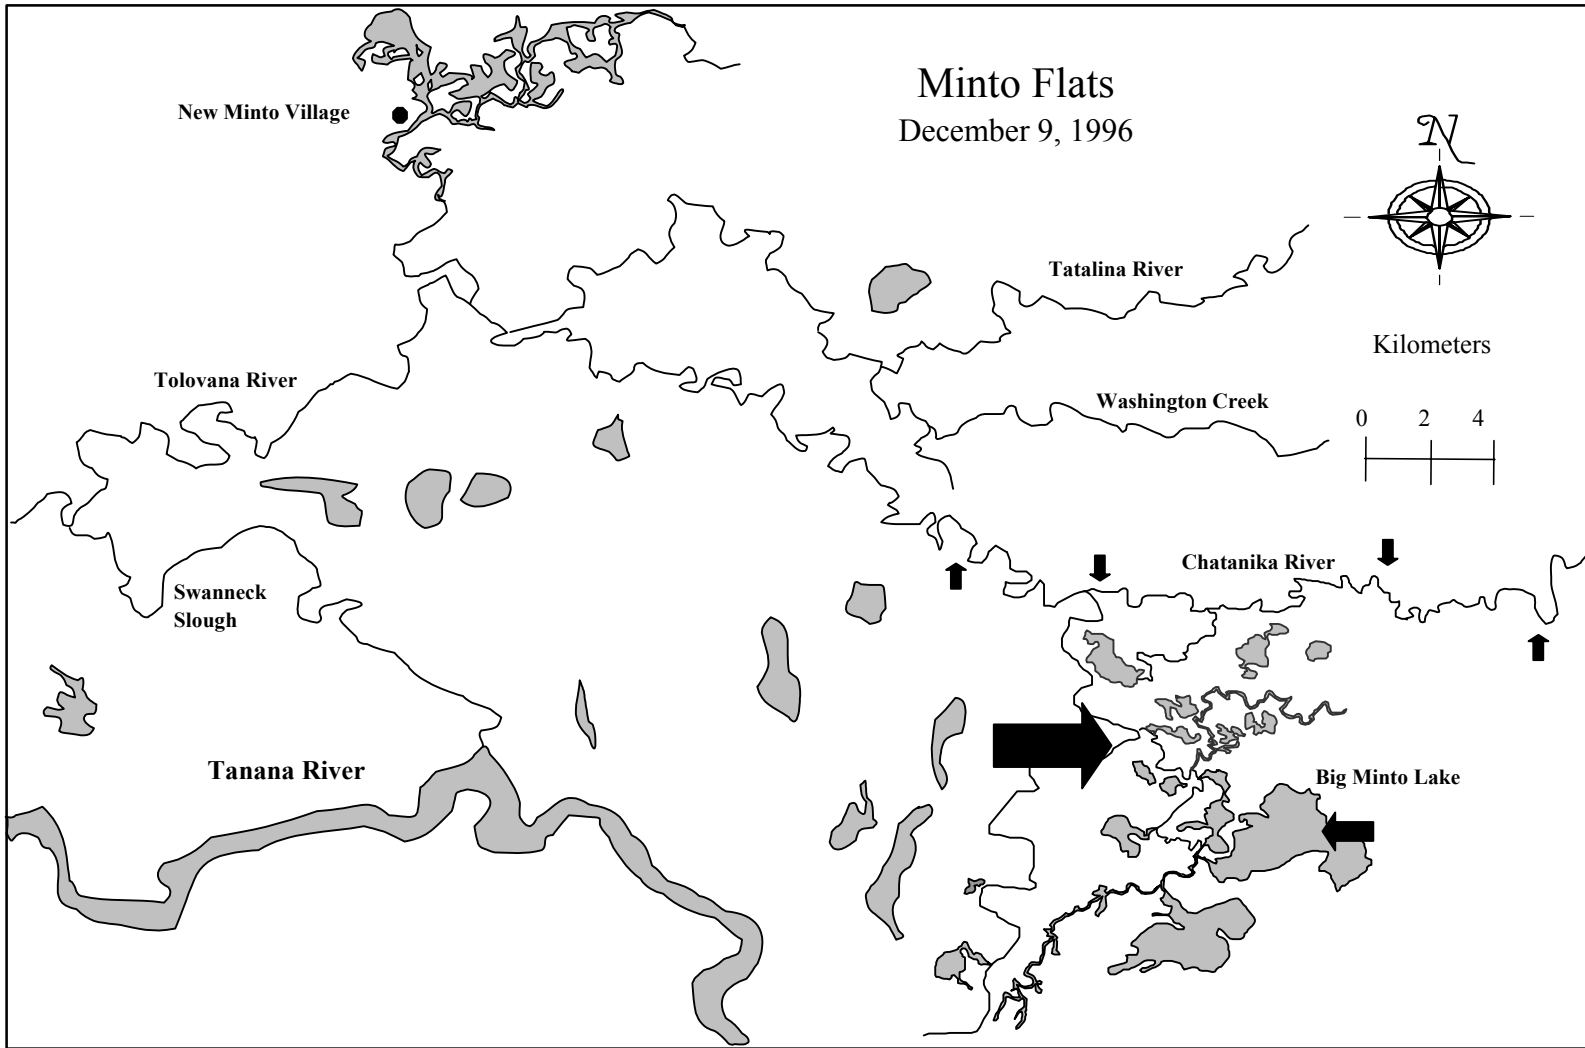 Minto Flats
December 9, 1996
N
New Minto Village
Tatalina River
Kilometers
0 2 4
Tolovana River
Washington Creek
Chatanika River
Swanneck
Slough
Tanana River
Big Minto Lake